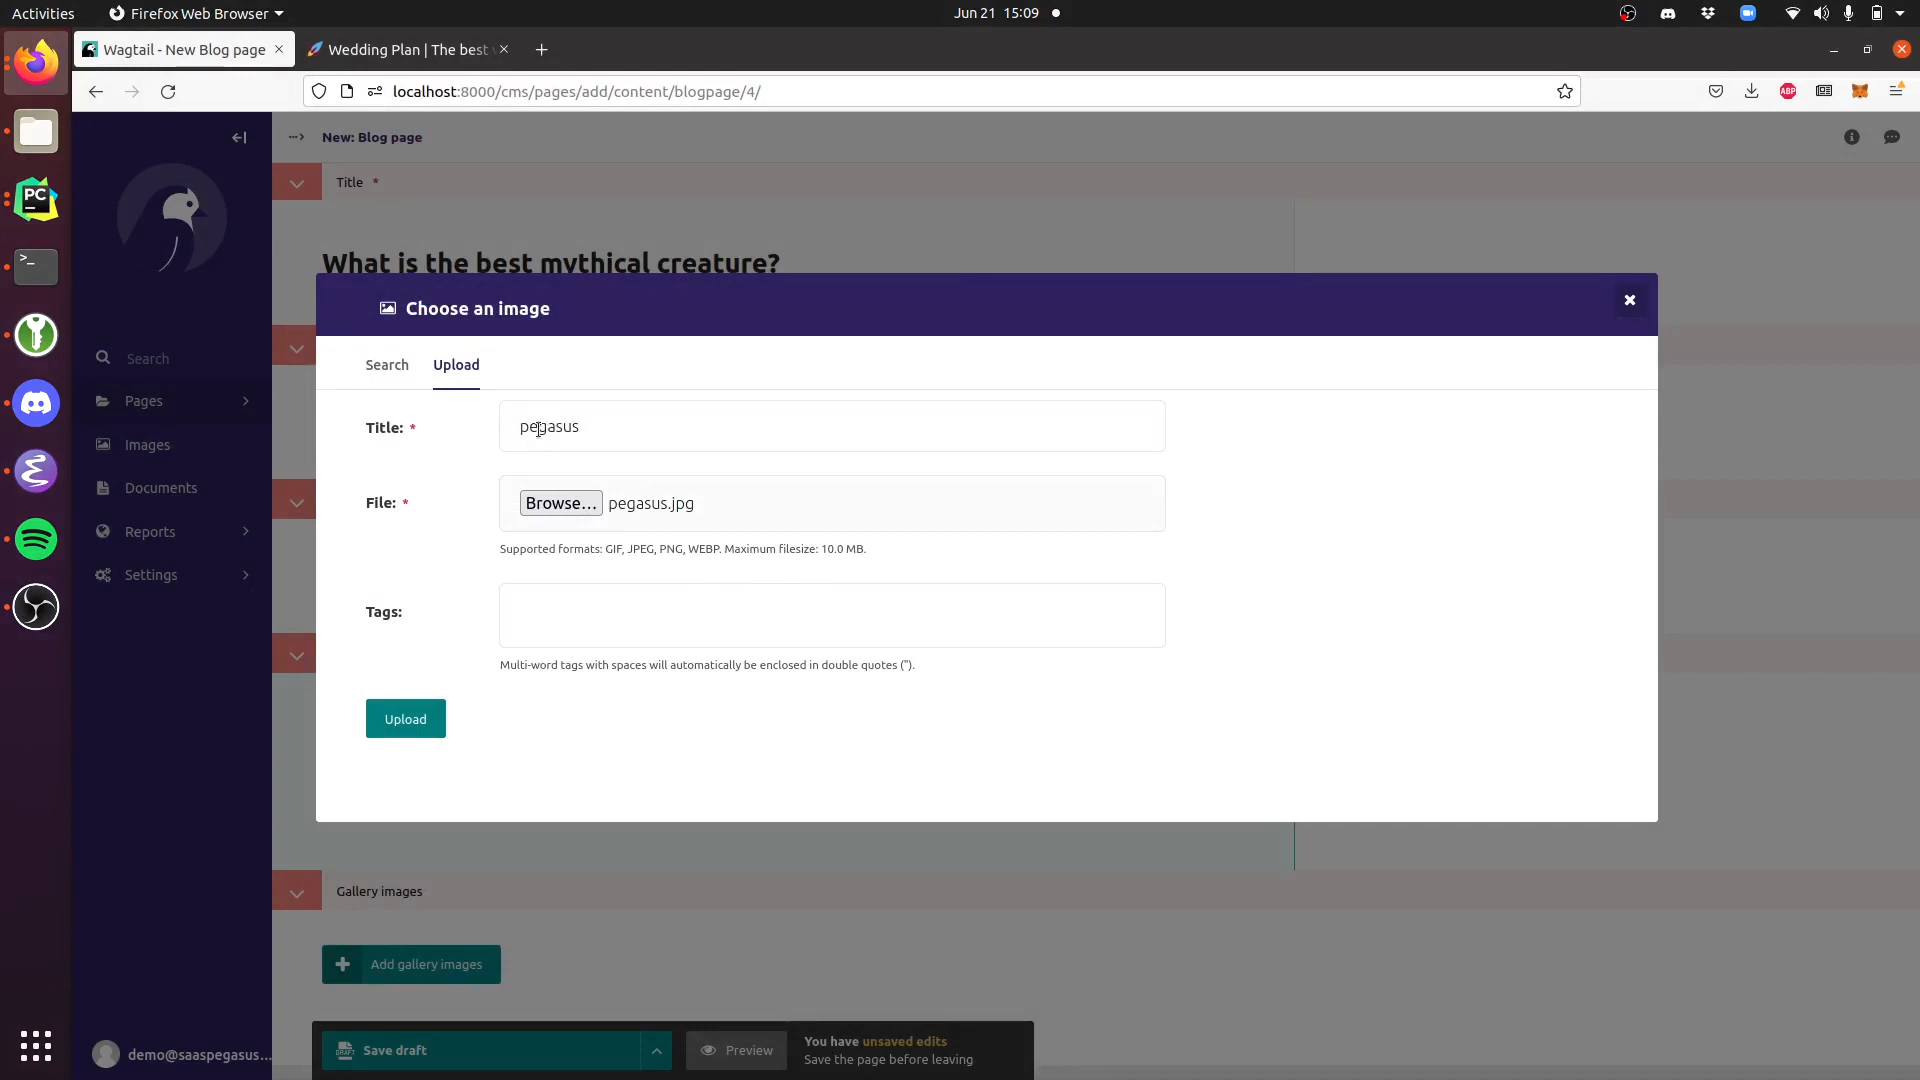 Activities
Firefox Web Browser
Jun 21 15:09
Wagtail - New Blog page
Wedding Plan | The best
localhost:8000/cms/pages/add/content/blogpage/4/
ABP
PC
New: Blog page
Title *
What is the best mythical creature?
Choose an image
Search
Upload
Title: *
pegasus
File: *
Browse...
pegasus.jpg
Supported formats: GIF, JPEG, PNG, WEBP. Maximum filesize: 10.0 MB.
Tags:
Multi-word tags with spaces will automatically be enclosed in double quotes (").
Upload
Search
Pages
Images
Documents
Reports
Settings
demo@saaspegasus...
Gallery images
Add gallery images
DRAFT
Save draft
Preview
You have unsaved edits
Save the page before leaving